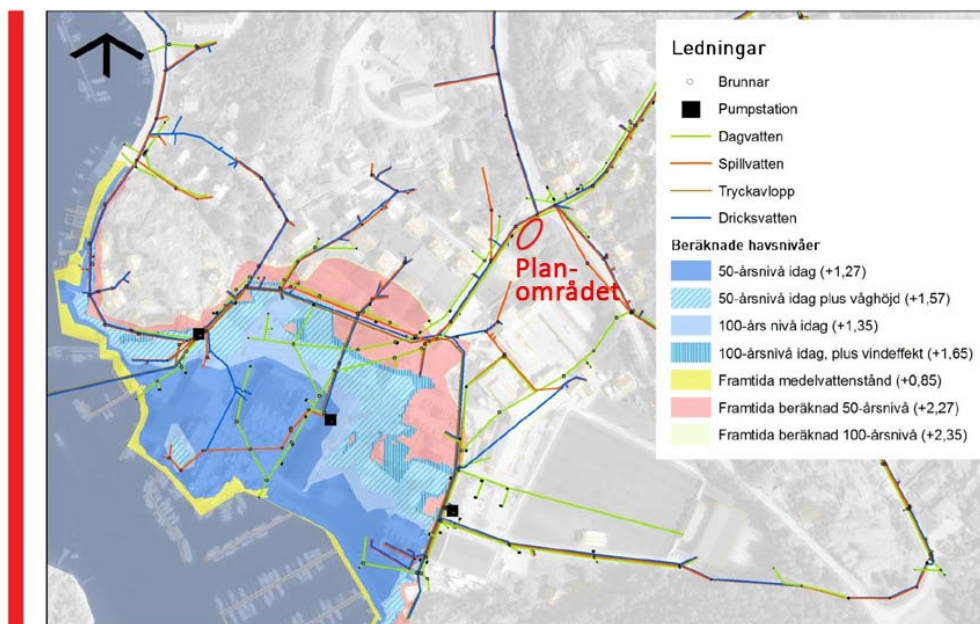 Ledningar
Brunnar
Pumpstation
Dagvatten
Spillvatten
Tryckavlopp
Dricksvatten
Beräknade havsnivåer
50-årsnivå idag (+1,27)
50-årsnivå idag plus våghöjd (+1,57)
100-års nivå idag (+1,35)
100-årsnivå idag, plus vindeffekt (+1,65)
Framtida medelvattenstånd (+0,85)
Framtida beräknad 50-årsnivå (+2,27)
Framtida beräknad 100-årsnivå (+2,35)
Plan-
området